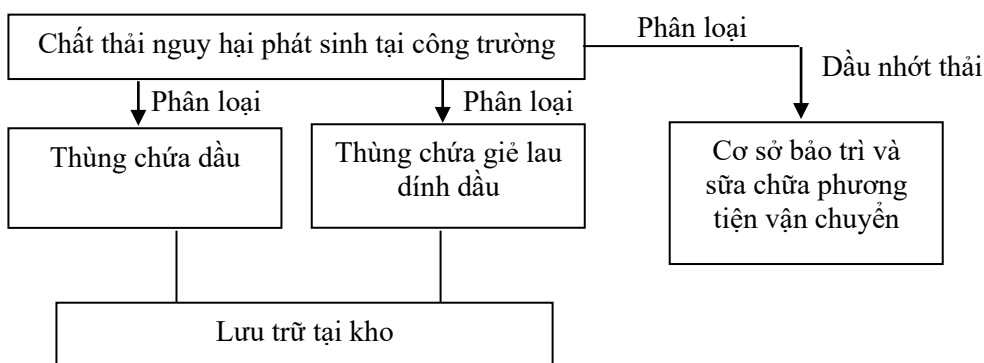 Chất thải nguy hại phát sinh tại công trường
Phân loại
Dầu nhớt thải
Phân loại
Phân loại
Thùng chứa dầu
Thùng chứa giẻ lau
dính dầu
Cơ sở bảo trì và
sữa chữa phương
tiện vận chuyển
Lưu trữ tại kho